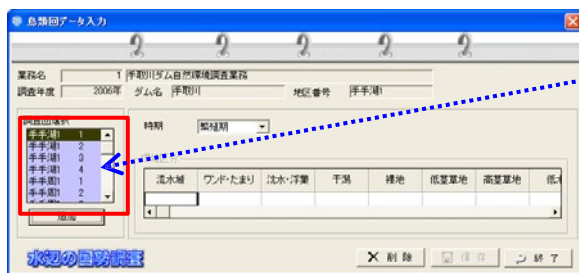 鳥類回データ入力
業務名 1 手取川ダム自然環境調査業務
調査年度 2006年 ダム名 手取川 地区番号 手手湖1
調査回選択
時期 繁殖期
手手湖1 1
手手湖1 2
手手湖1 3
手手湖1 4
手手周1 1
手手周1 2
追加
流水域 ワンド・たまり 沈水・浮葉 干潟 裸地 低茎草地 高茎草地
水辺の国勢調査
削除 保存 終了